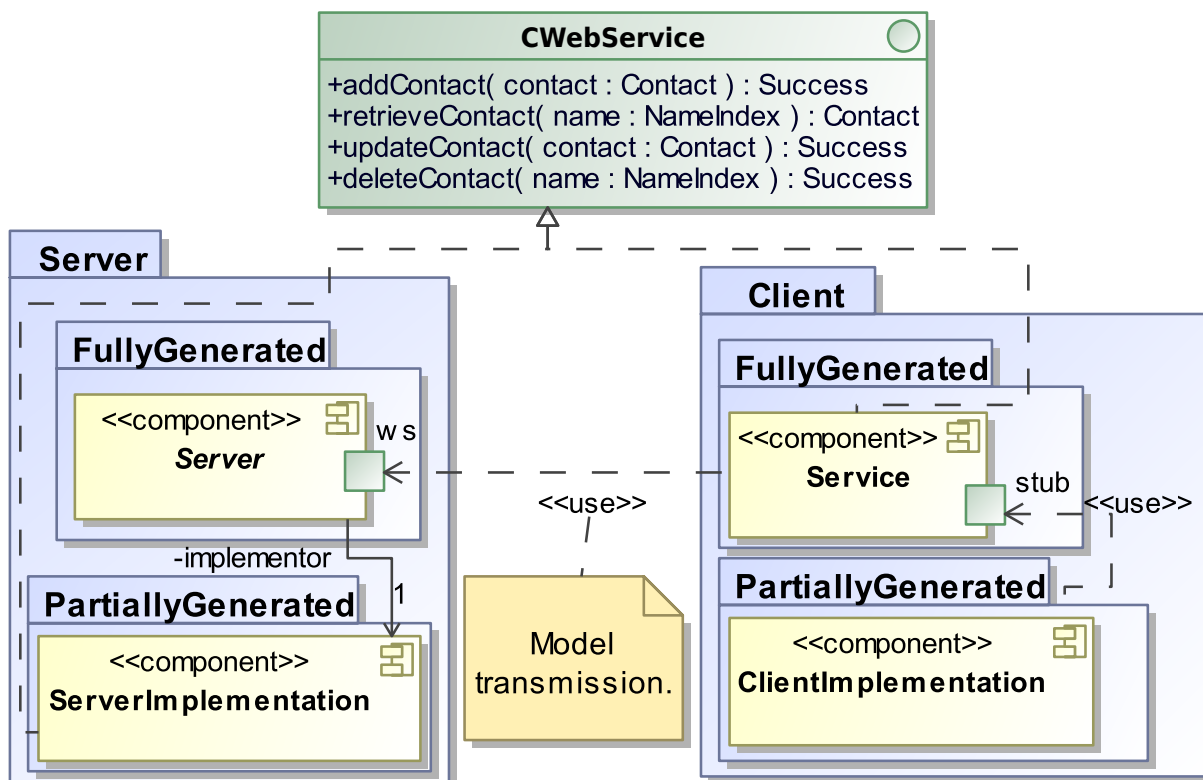 CWebService
+addContact( contact : Contact ) : Success
+retrieveContact( name : NameIndex ) : Contact
+updateContact( contact : Contact ) : Success
+deleteContact( name : NameIndex ) : Success
Server
FullyGenerated
<<component>>
Server
ws
-implementor
1
PartiallyGenerated
<<component>>
ServerImplementation
<<use>>
Model
transmission.
Client
FullyGenerated
<<component>>
Service
stub
<<use>>
PartiallyGenerated
<<component>>
ClientImplementation